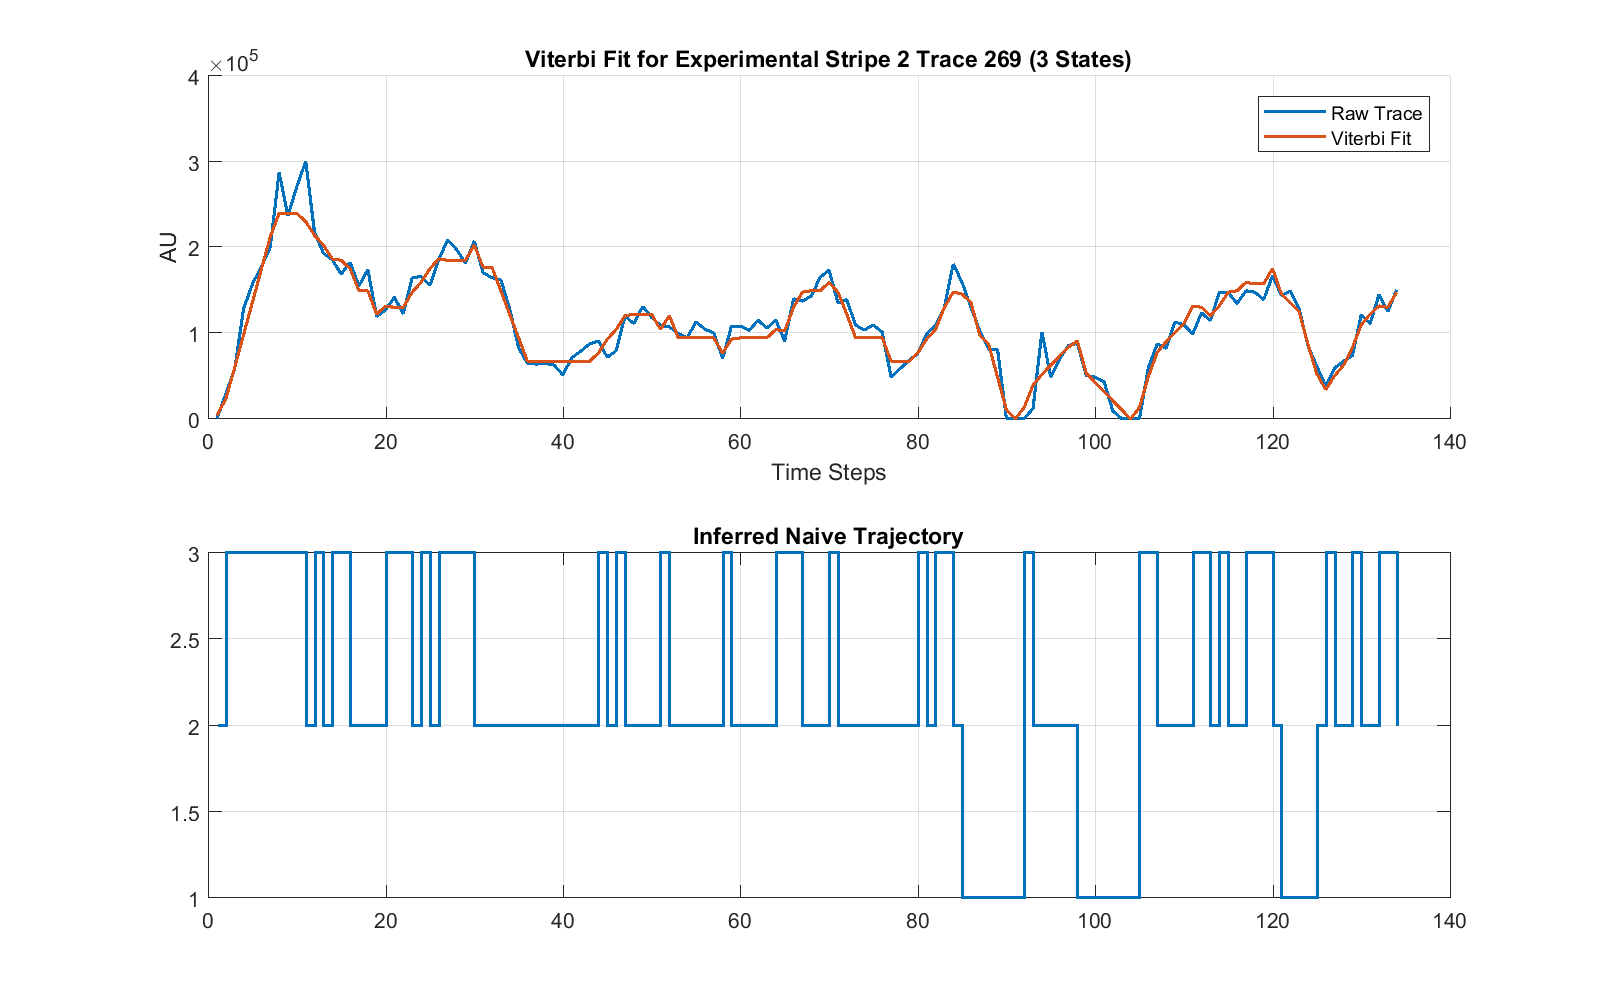 Viterbi Fit for Experimental Stripe 2 Trace 269 (3 States)
×10^5
4
3
2
1
0
AU
Raw Trace
Viterbi Fit
0 20 40 60 80 100 120 140
Time Steps
Inferred Naive Trajectory
3
2.5
2
1.5
1
0 20 40 60 80 100 120 140